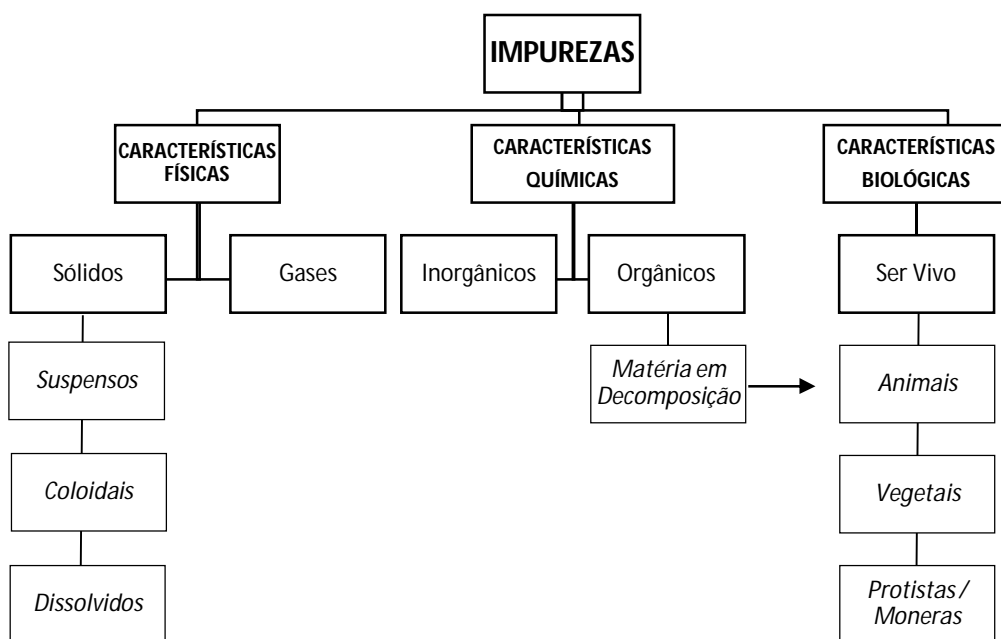 IMPUREZAS
CARACTERÍSTICAS
FÍSICAS
CARACTERÍSTICAS
QUÍMICAS
CARACTERÍSTICAS
BIOLÓGICAS
Sólidos
Gases
Inorgânicos
Orgânicos
Ser Vivo
Suspensos
Matéria em
Decomposição
Animais
Coloidais
Vegetais
Dissolvidos
Protistas /
Moneras